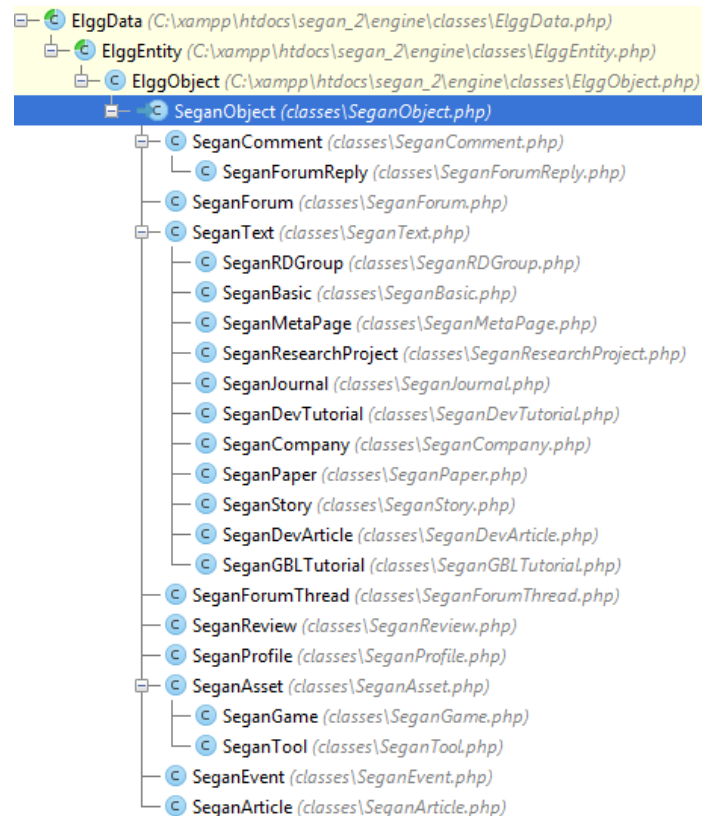 ElggData (C:\xampp\htdocs\segan_2\engine\classes\ElggData.php)
ElggEntity (C:\xampp\htdocs\segan_2\engine\classes\ElggEntity.php)
ElggObject (C:\xampp\htdocs\segan_2\engine\classes\ElggObject.php)
SeganObject (classes\SeganObject.php)
SeganComment (classes\SeganComment.php)
SeganForumReply (classes\SeganForumReply.php)
SeganForum (classes\SeganForum.php)
SeganText (classes\SeganText.php)
SeganRDGroup (classes\SeganRDGroup.php)
SeganBasic (classes\SeganBasic.php)
SeganMetaPage (classes\SeganMetaPage.php)
SeganResearchProject (classes\SeganResearchProject.php)
SeganJournal (classes\SeganJournal.php)
SeganDevTutorial (classes\SeganDevTutorial.php)
SeganCompany (classes\SeganCompany.php)
SeganPaper (classes\SeganPaper.php)
SeganStory (classes\SeganStory.php)
SeganDevArticle (classes\SeganDevArticle.php)
SeganGBLTutorial (classes\SeganGBLTutorial.php)
SeganForumThread (classes\SeganForumThread.php)
SeganReview (classes\SeganReview.php)
SeganProfile (classes\SeganProfile.php)
SeganAsset (classes\SeganAsset.php)
SeganGame (classes\SeganGame.php)
SeganTool (classes\SeganTool.php)
SeganEvent (classes\SeganEvent.php)
SeganArticle (classes\SeganArticle.php)